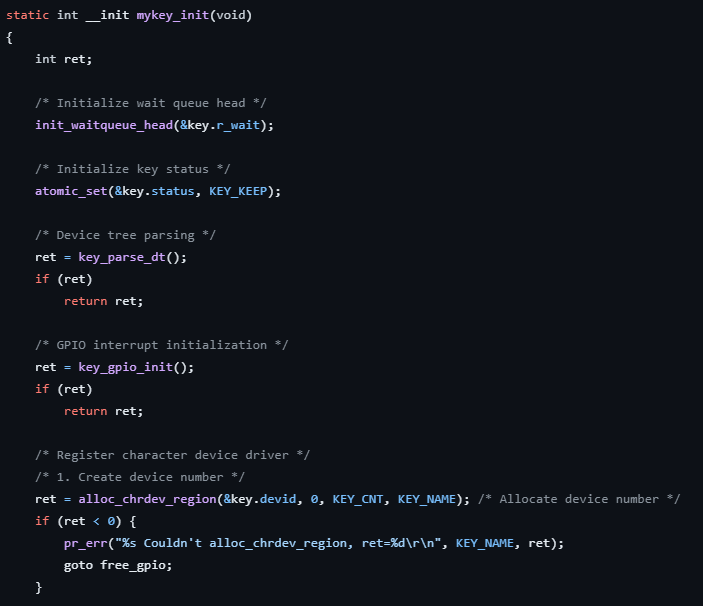 static int __init mykey_init(void)
{
    int ret;

    /* Initialize wait queue head */
    init_waitqueue_head(&key.r_wait);

    /* Initialize key status */
    atomic_set(&key.status, KEY_KEEP);

    /* Device tree parsing */
    ret = key_parse_dt();
    if (ret)
        return ret;

    /* GPIO interrupt initialization */
    ret = key_gpio_init();
    if (ret)
        return ret;

    /* Register character device driver */
    /* 1. Create device number */
    ret = alloc_chrdev_region(&key.devid, 0, KEY_CNT, KEY_NAME); /* Allocate device number */
    if (ret < 0) {
        pr_err("%s Couldn't alloc_chrdev_region, ret=%d\r\n", KEY_NAME, ret);
        goto free_gpio;
    }